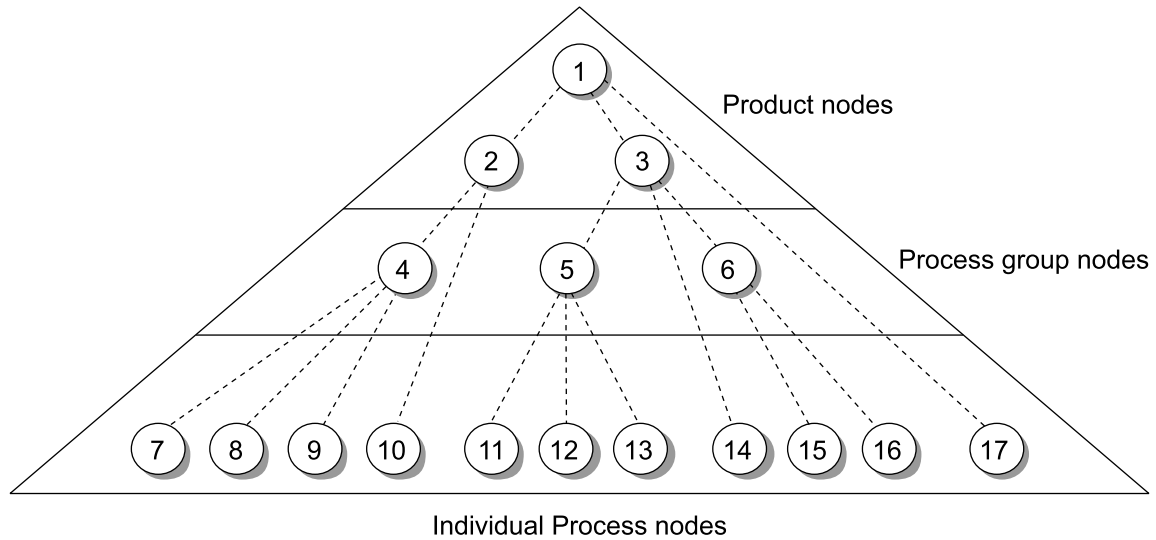 1
Product nodes
2 3
Process group nodes
4 5 6
7 8 9 10 11 12 13 14 15 16 17
Individual Process nodes